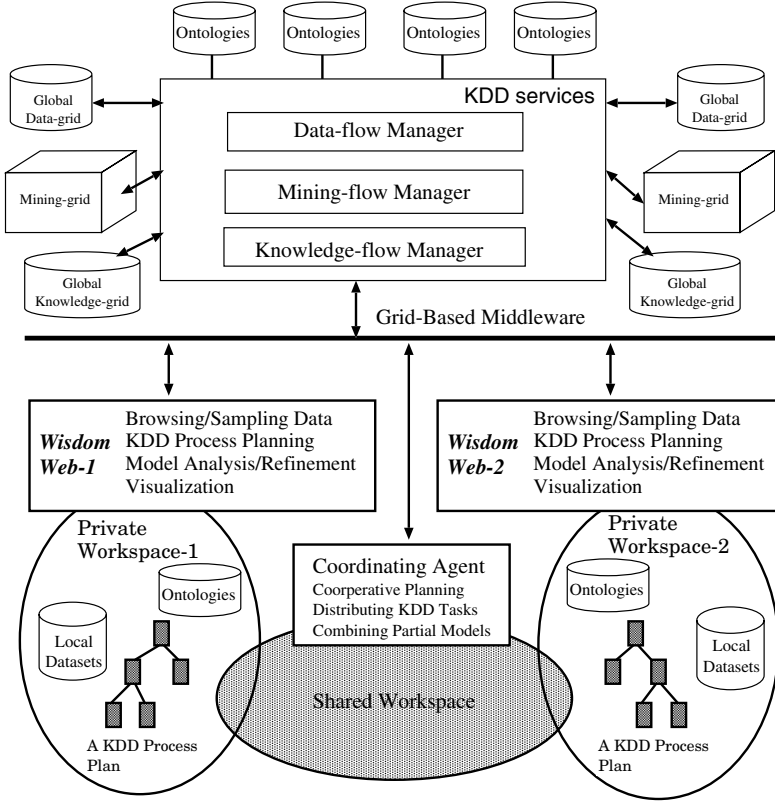 Ontologies
Ontologies
Ontologies
Ontologies
KDD services
Global
Data-grid
Global
Data-grid
Data-flow Manager
Mining-grid
Mining-flow Manager
Mining-grid
Knowledge-flow Manager
Global
Knowledge-grid
Global
Knowledge-grid
Grid-Based Middleware
Wisdom
Web-1
Browsing/Sampling Data
KDD Process Planning
Model Analysis/Refinement
Visualization
Wisdom
Web-2
Browsing/Sampling Data
KDD Process Planning
Model Analysis/Refinement
Visualization
Private
Workspace-1
Ontologies
Local
Datasets
A KDD Process
Plan
Coordinating Agent
Coorperative Planning
Distributing KDD Tasks
Combining Partial Models
Shared Workspace
Private
Workspace-2
Ontologies
Local
Datasets
A KDD Process
Plan